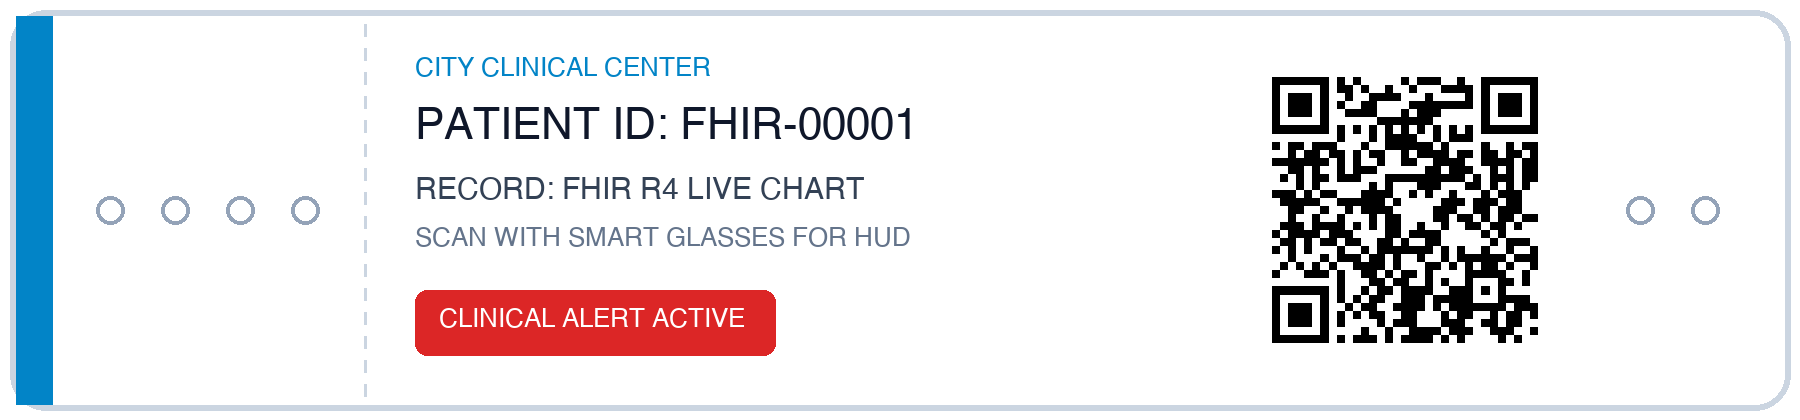 CITY CLINICAL CENTER
PATIENT ID: FHIR-00001
RECORD: FHIR R4 LIVE CHART
SCAN WITH SMART GLASSES FOR HUD
CLINICAL ALERT ACTIVE